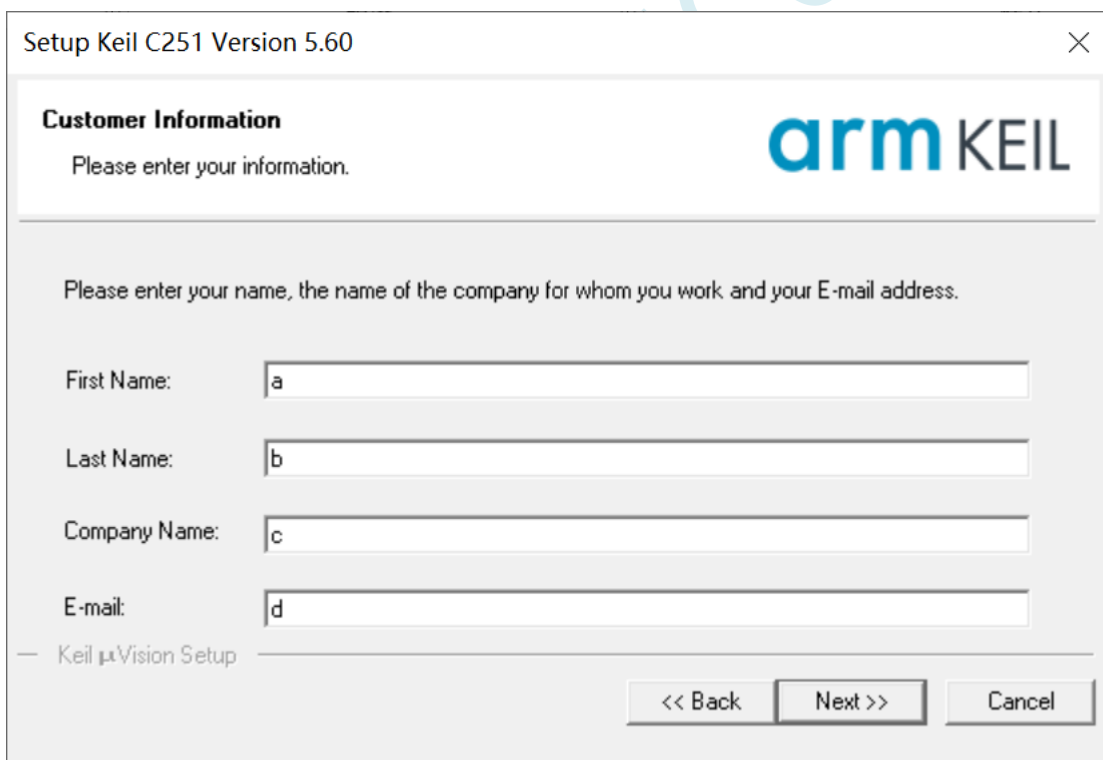 Setup Keil C251 Version 5.60
Customer Information
Please enter your information.
arm KEIL
Please enter your name, the name of the company for whom you work and your E-mail address.
First Name: a
Last Name: b
Company Name: c
E-mail: d
Keil µVision Setup
<< Back Next >> Cancel